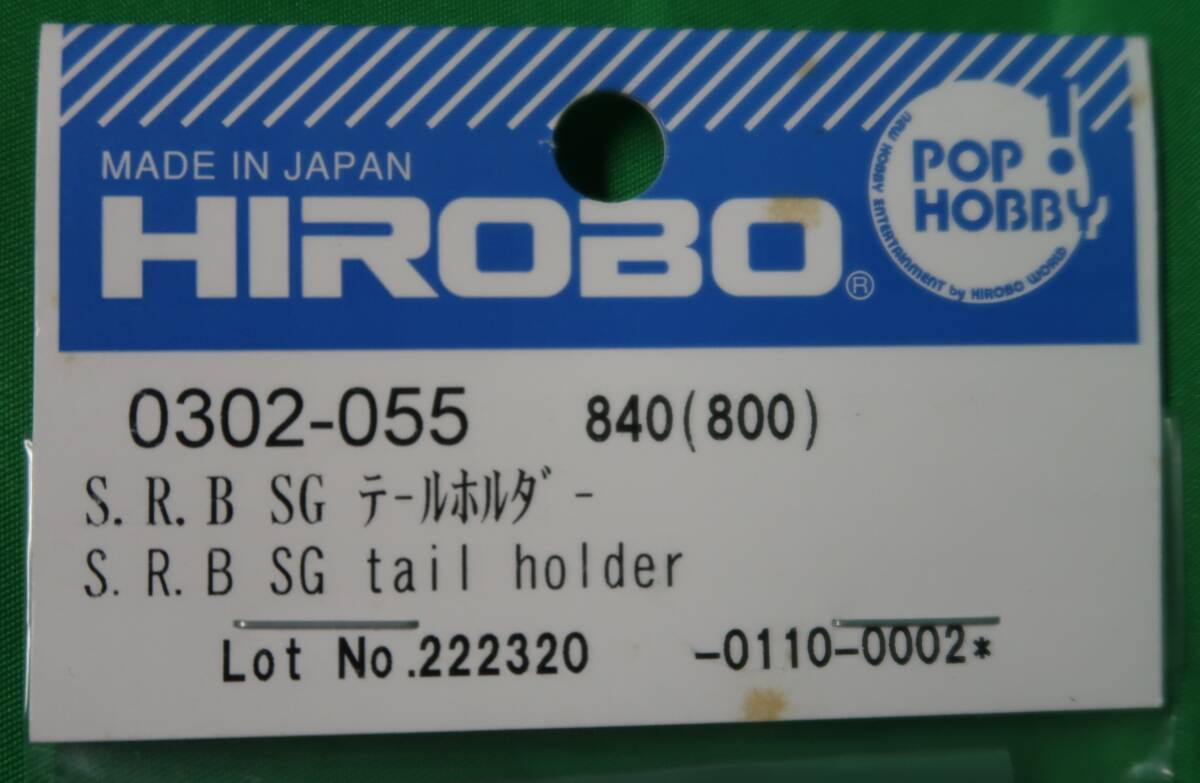 MADE IN JAPAN
HIROBO®
POP!
HOBBY
NEW HOBBY ENTERTAINMENT by HIROBO WORLD
0302-055 840(800)
S.R.B SG テールホルダー
S.R.B SG tail holder
Lot No.222320 -0110-0002*